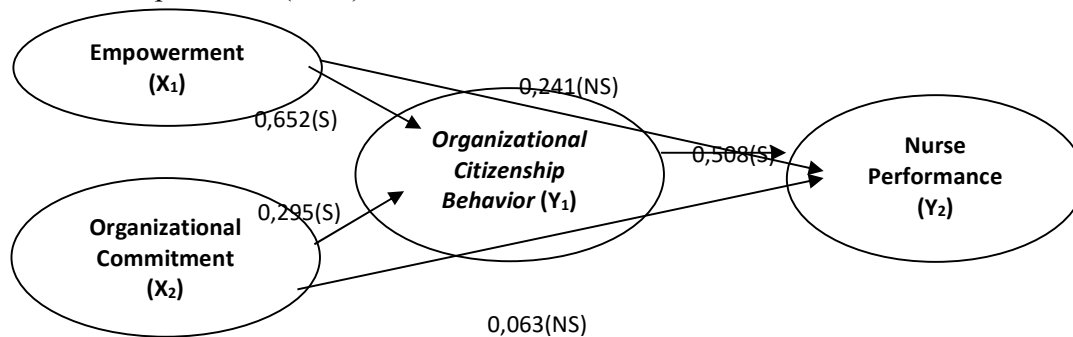 Empowerment
(X₁)
0,241(NS)
0,652(S)
Organizational
Citizenship
Behavior (Y₁)
0,508(S)
Nurse
Performance
(Y₂)
0,295(S)
Organizational
Commitment
(X₂)
0,063(NS)